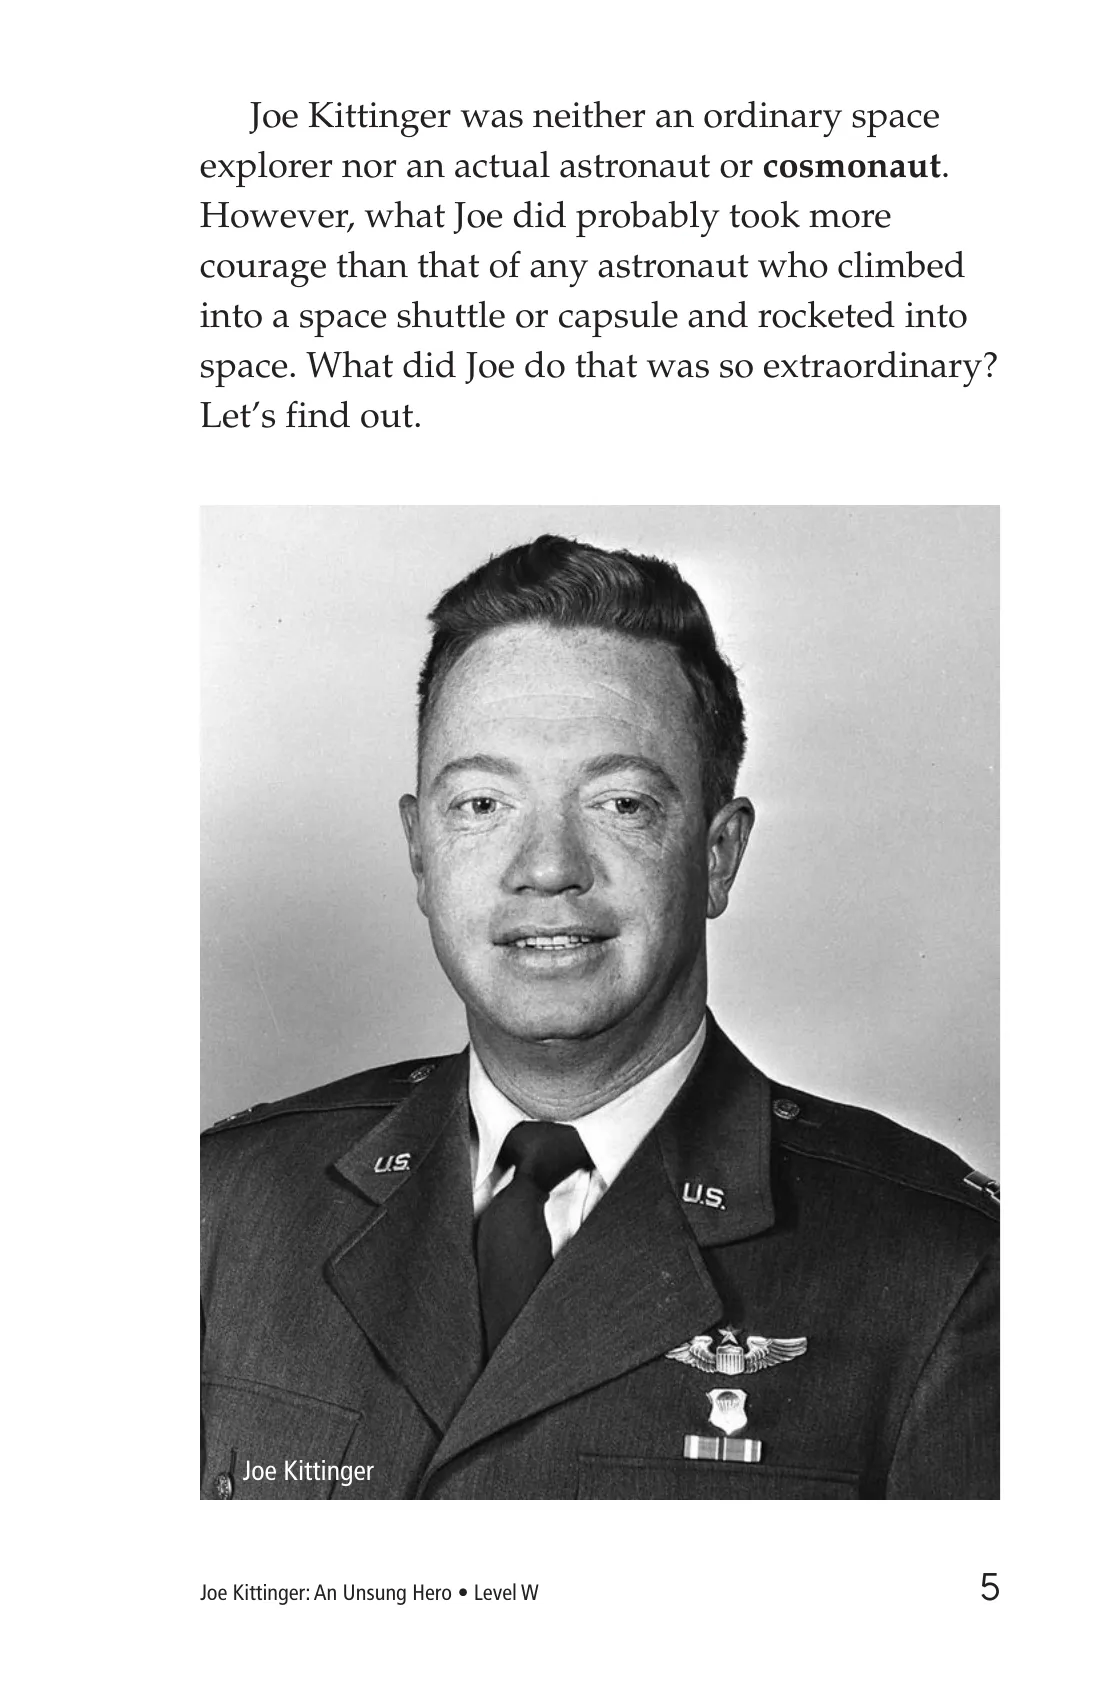 Joe Kittinger was neither an ordinary space
explorer nor an actual astronaut or cosmonaut.
However, what Joe did probably took more
courage than that of any astronaut who climbed
into a space shuttle or capsule and rocketed into
space. What did Joe do that was so extraordinary?
Let’s find out.
U.S.
U.S.
Joe Kittinger
Joe Kittinger: An Unsung Hero • Level W
5